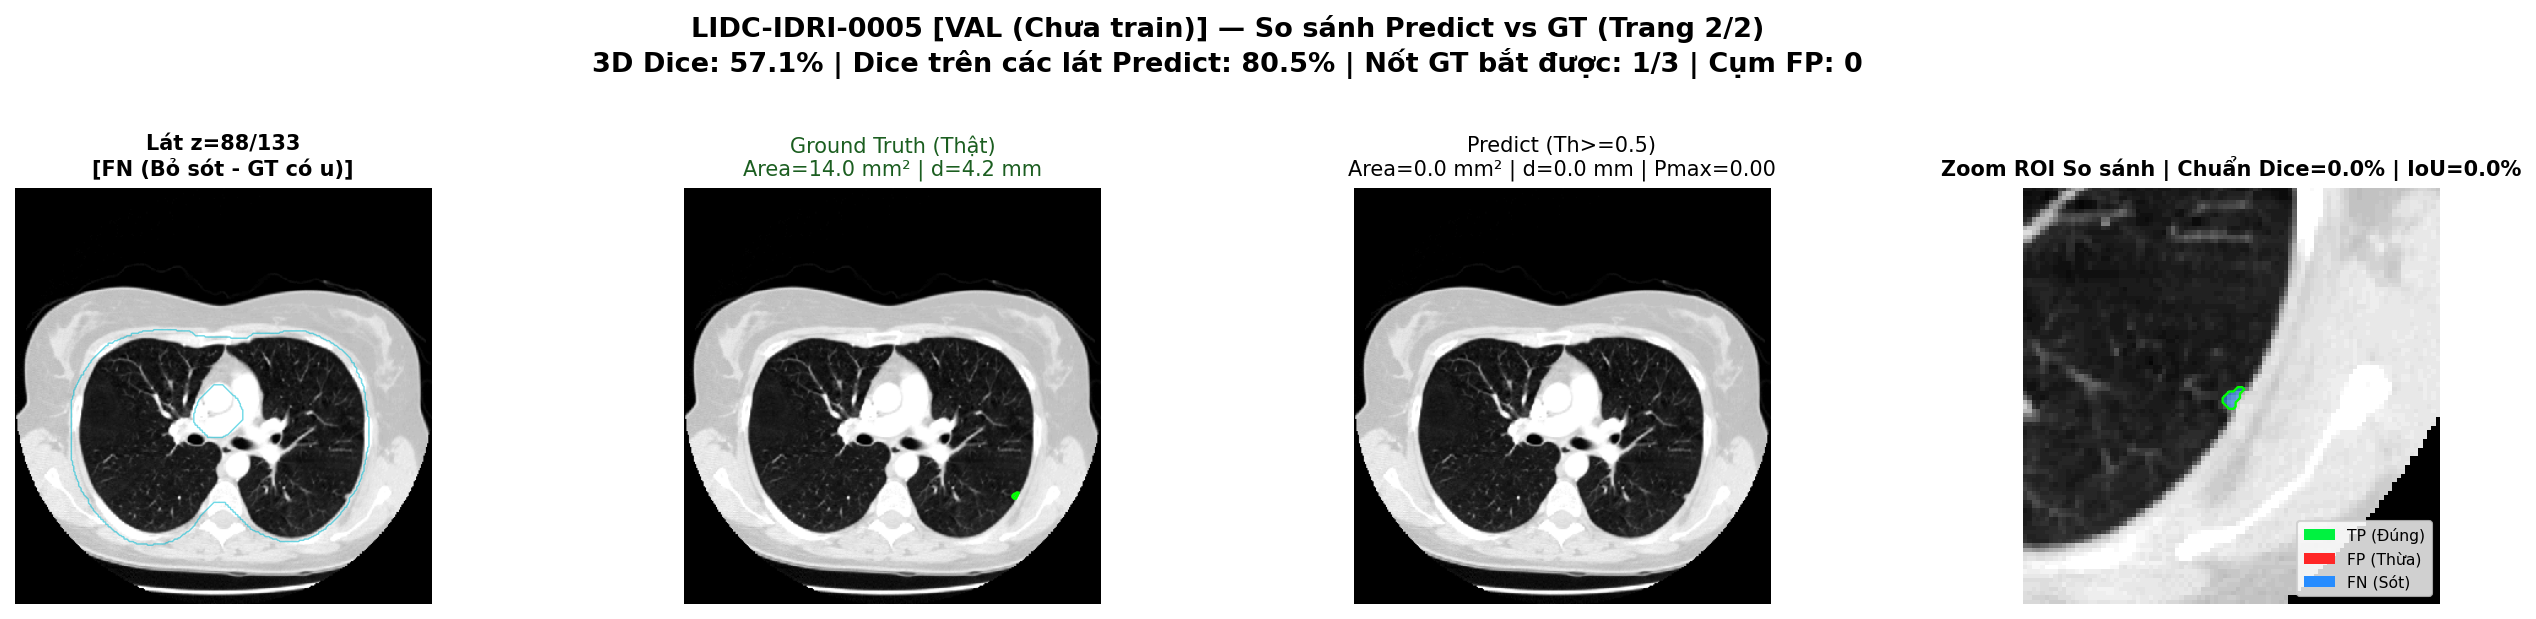 LIDC-IDRI-0005 [VAL (Chưa train)] — So sánh Predict vs GT (Trang 2/2)
3D Dice: 57.1% | Dice trên các lát Predict: 80.5% | Nốt GT bắt được: 1/3 | Cụm FP: 0
Lát z=88/133
[FN (Bỏ sót - GT có u)]
Ground Truth (Thật)
Area=14.0 mm² | d=4.2 mm
Predict (Th>=0.5)
Area=0.0 mm² | d=0.0 mm | Pmax=0.00
Zoom ROI So sánh | Chuẩn Dice=0.0% | IoU=0.0%
TP (Đúng)
FP (Thừa)
FN (Sót)